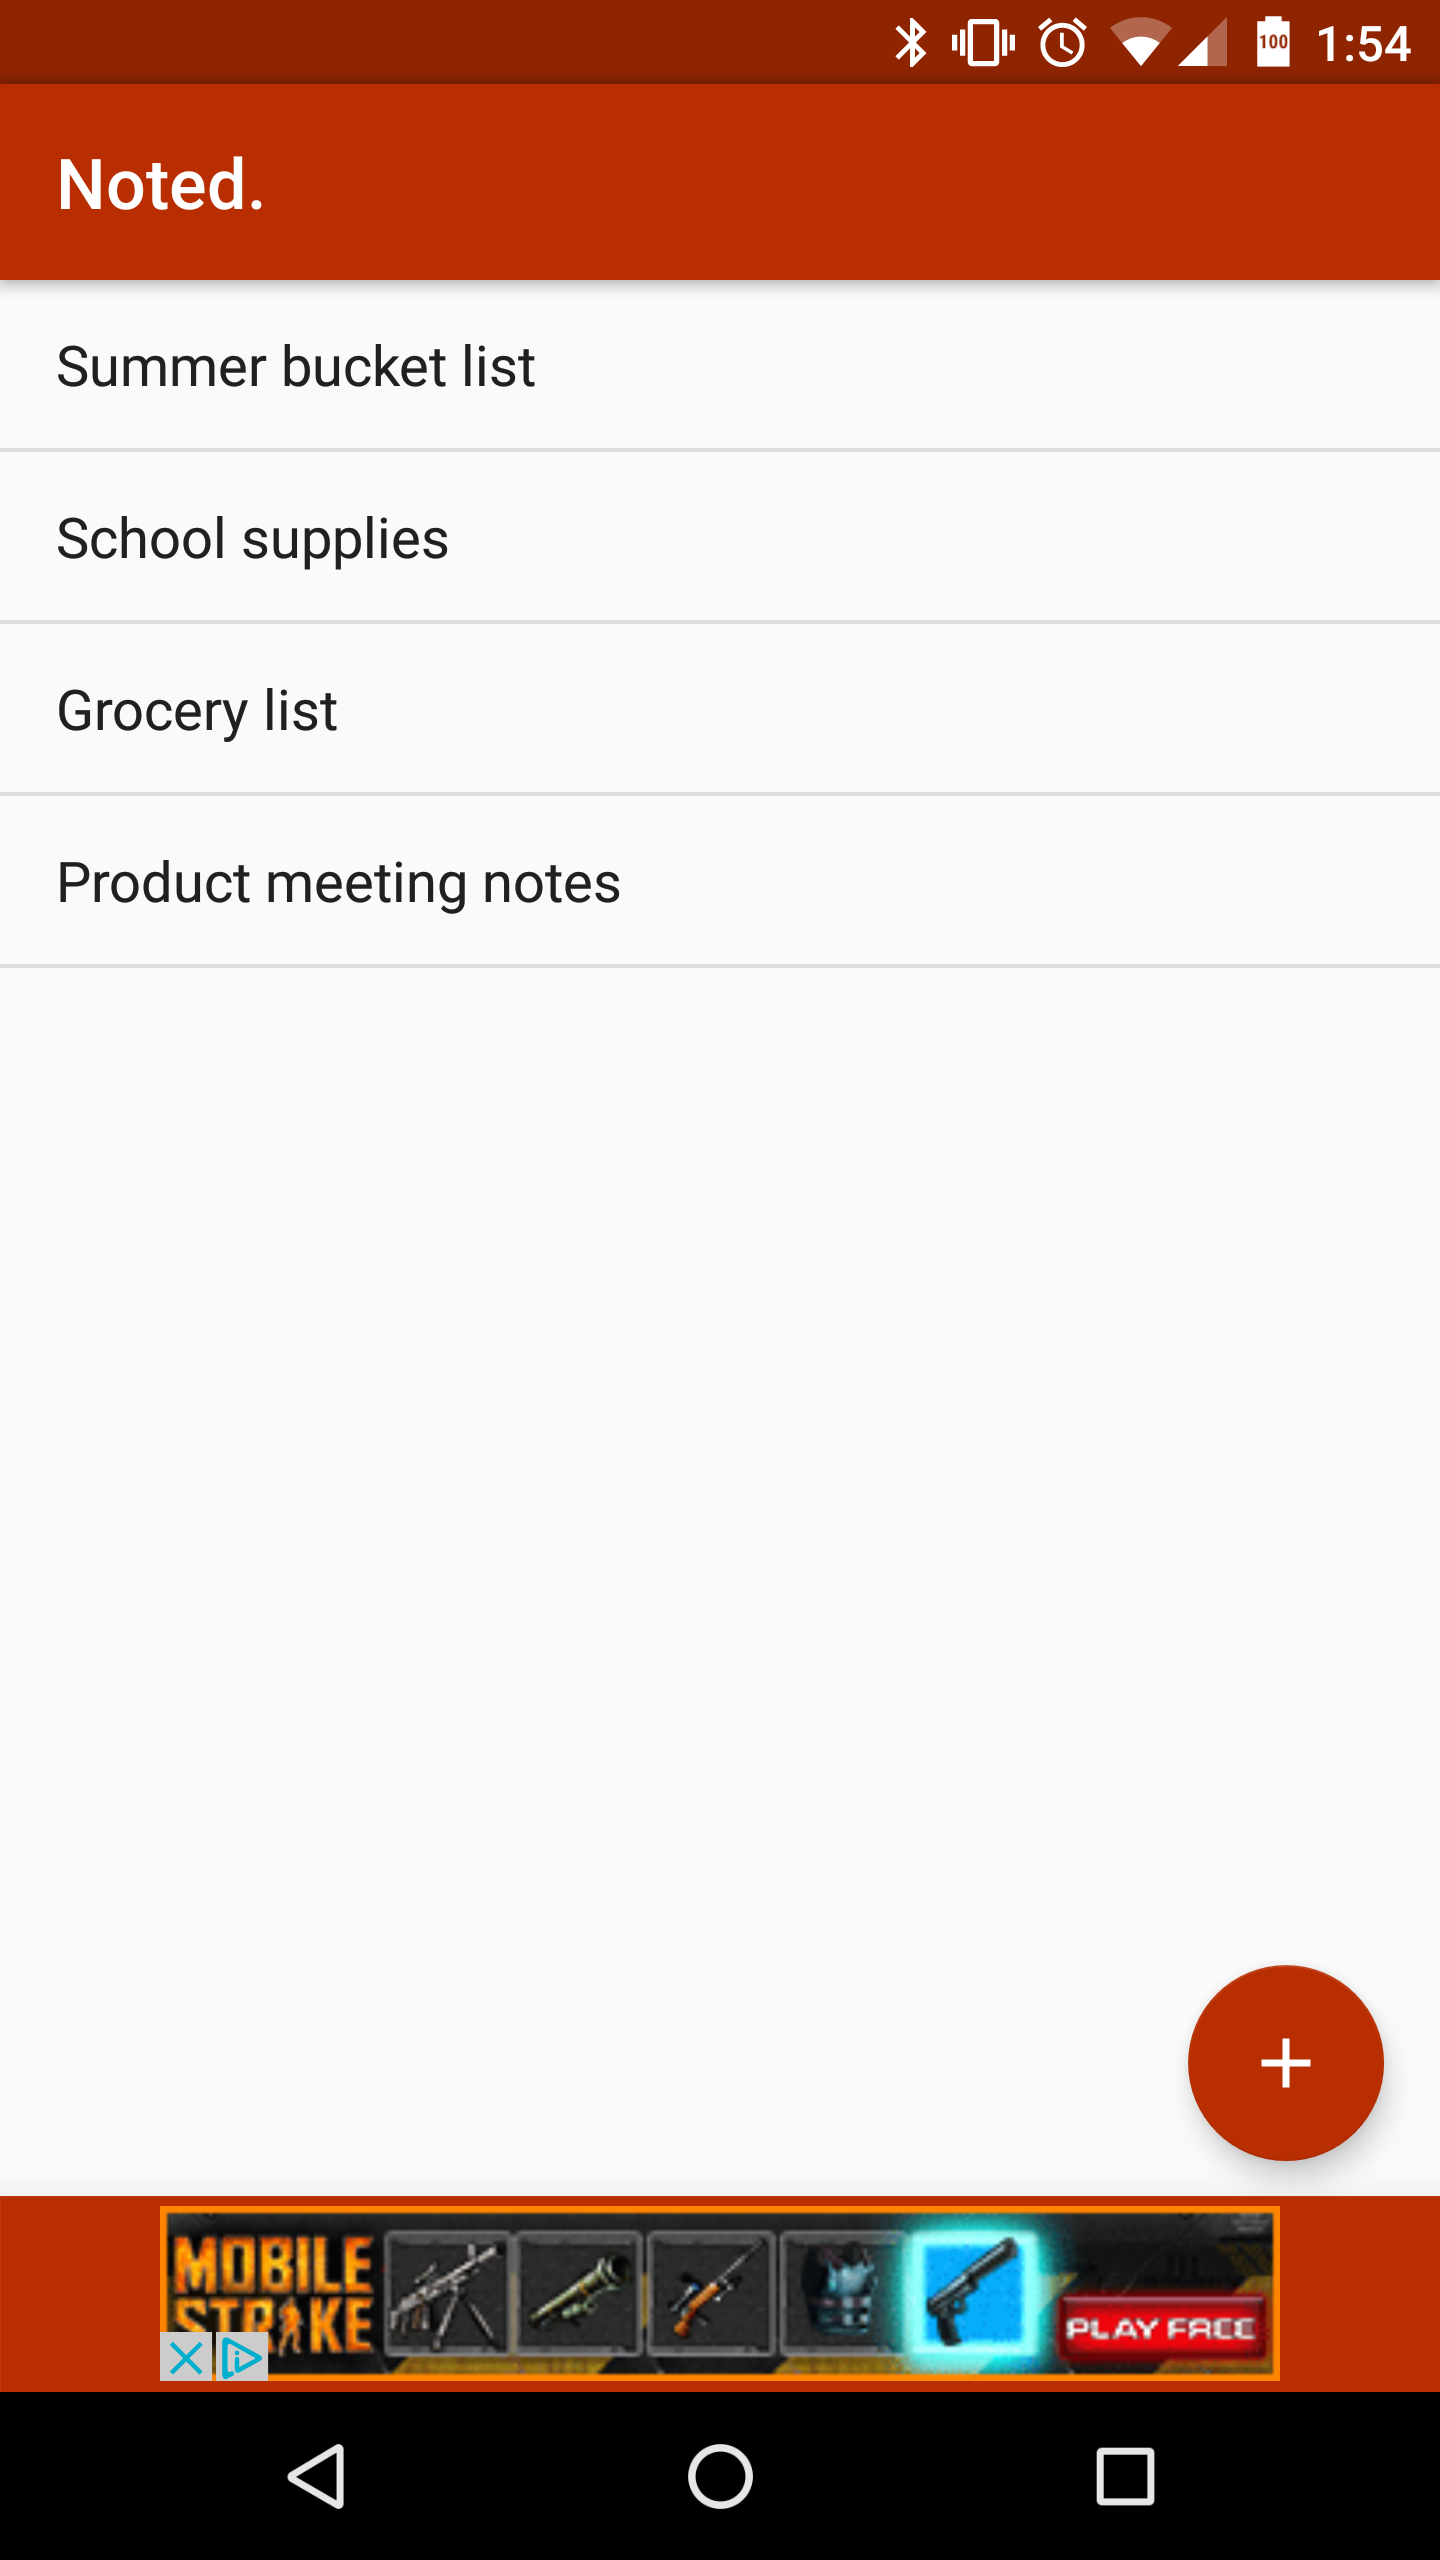 100 1:54
Noted.
Summer bucket list
School supplies
Grocery list
Product meeting notes
MOBILE
STRIKE
PLAY FREE